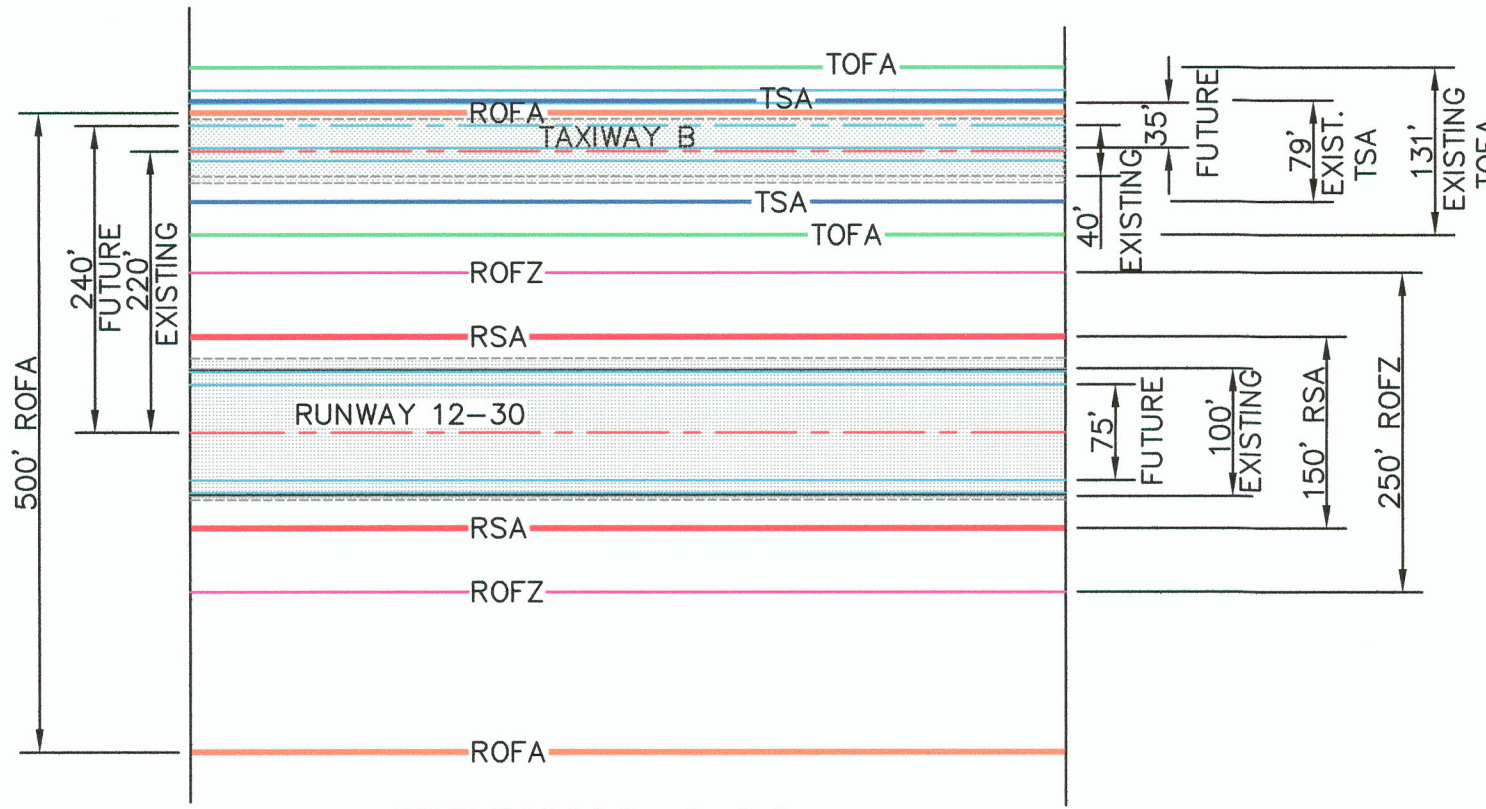 TOFA
TSA
ROFA
TAXIWAY B
TSA
TOFA
ROFZ
RSA
RUNWAY 12-30
RSA
ROFZ
ROFA
500' ROFA
240'
FUTURE
220'
EXISTING
40'
EXISTING
35'
FUTURE
79'
EXIST.
TSA
131'
EXISTING
TOFA
75'
FUTURE
100'
EXISTING
150' RSA
250' ROFZ